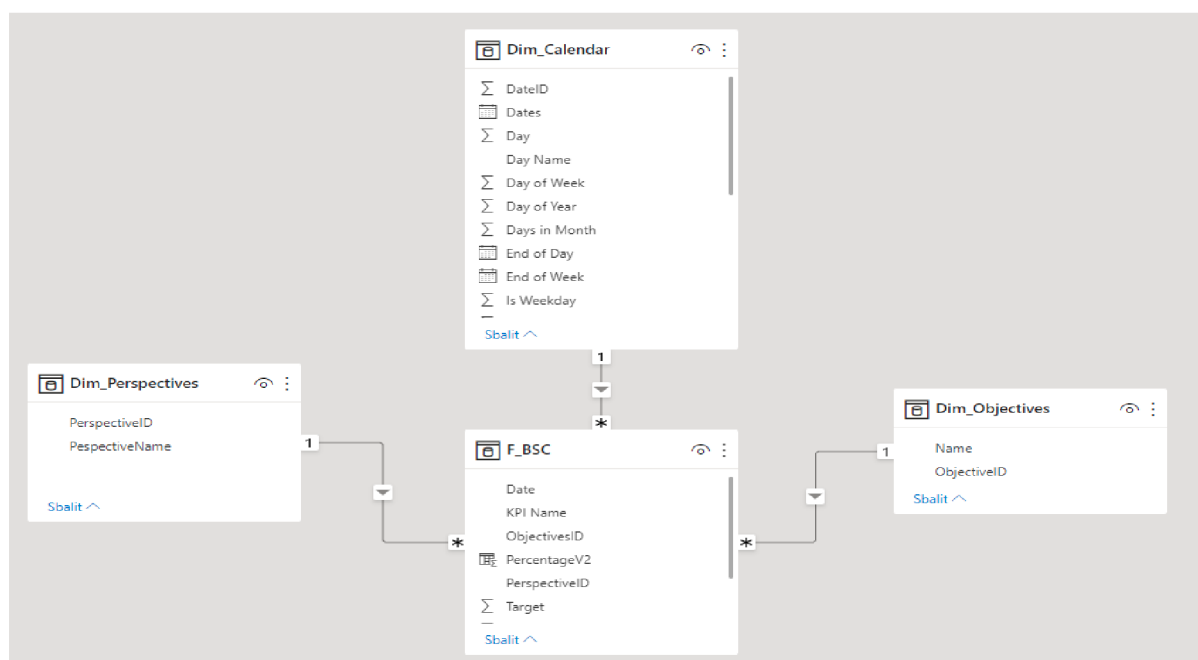 Dim_Calendar
DateID
Dates
Day
Day Name
Day of Week
Day of Year
Days in Month
End of Day
End of Week
Is Weekday
Sbalit
1
*
Dim_Perspectives
PerspectiveID
PespectiveName
Sbalit
1
*
F_BSC
Date
KPI Name
ObjectivesID
PercentageV2
PerspectiveID
Target
Sbalit
*
1
Dim_Objectives
Name
ObjectiveID
Sbalit